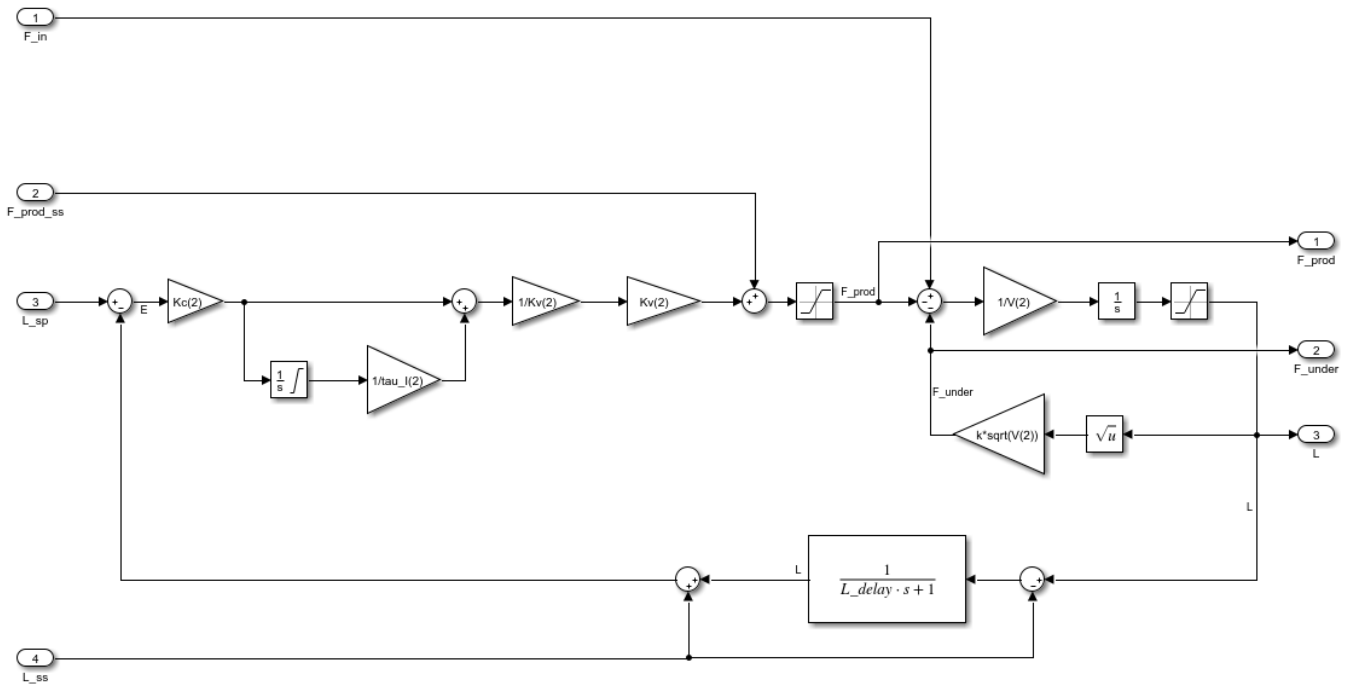 1
F_in
2
F_prod_ss
1
F_prod
3
L_sp
+
−
E
Kc(2)
+
+
1/Kv(2)
Kv(2)
+
+
F_prod
+
−
−
1/V(2)
1
s
2
F_under
1
s
1/tau_I(2)
F_under
k*sqrt(V(2))
√u
3
L
L
L
1
L_delay · s + 1
+
+
+
−
4
L_ss